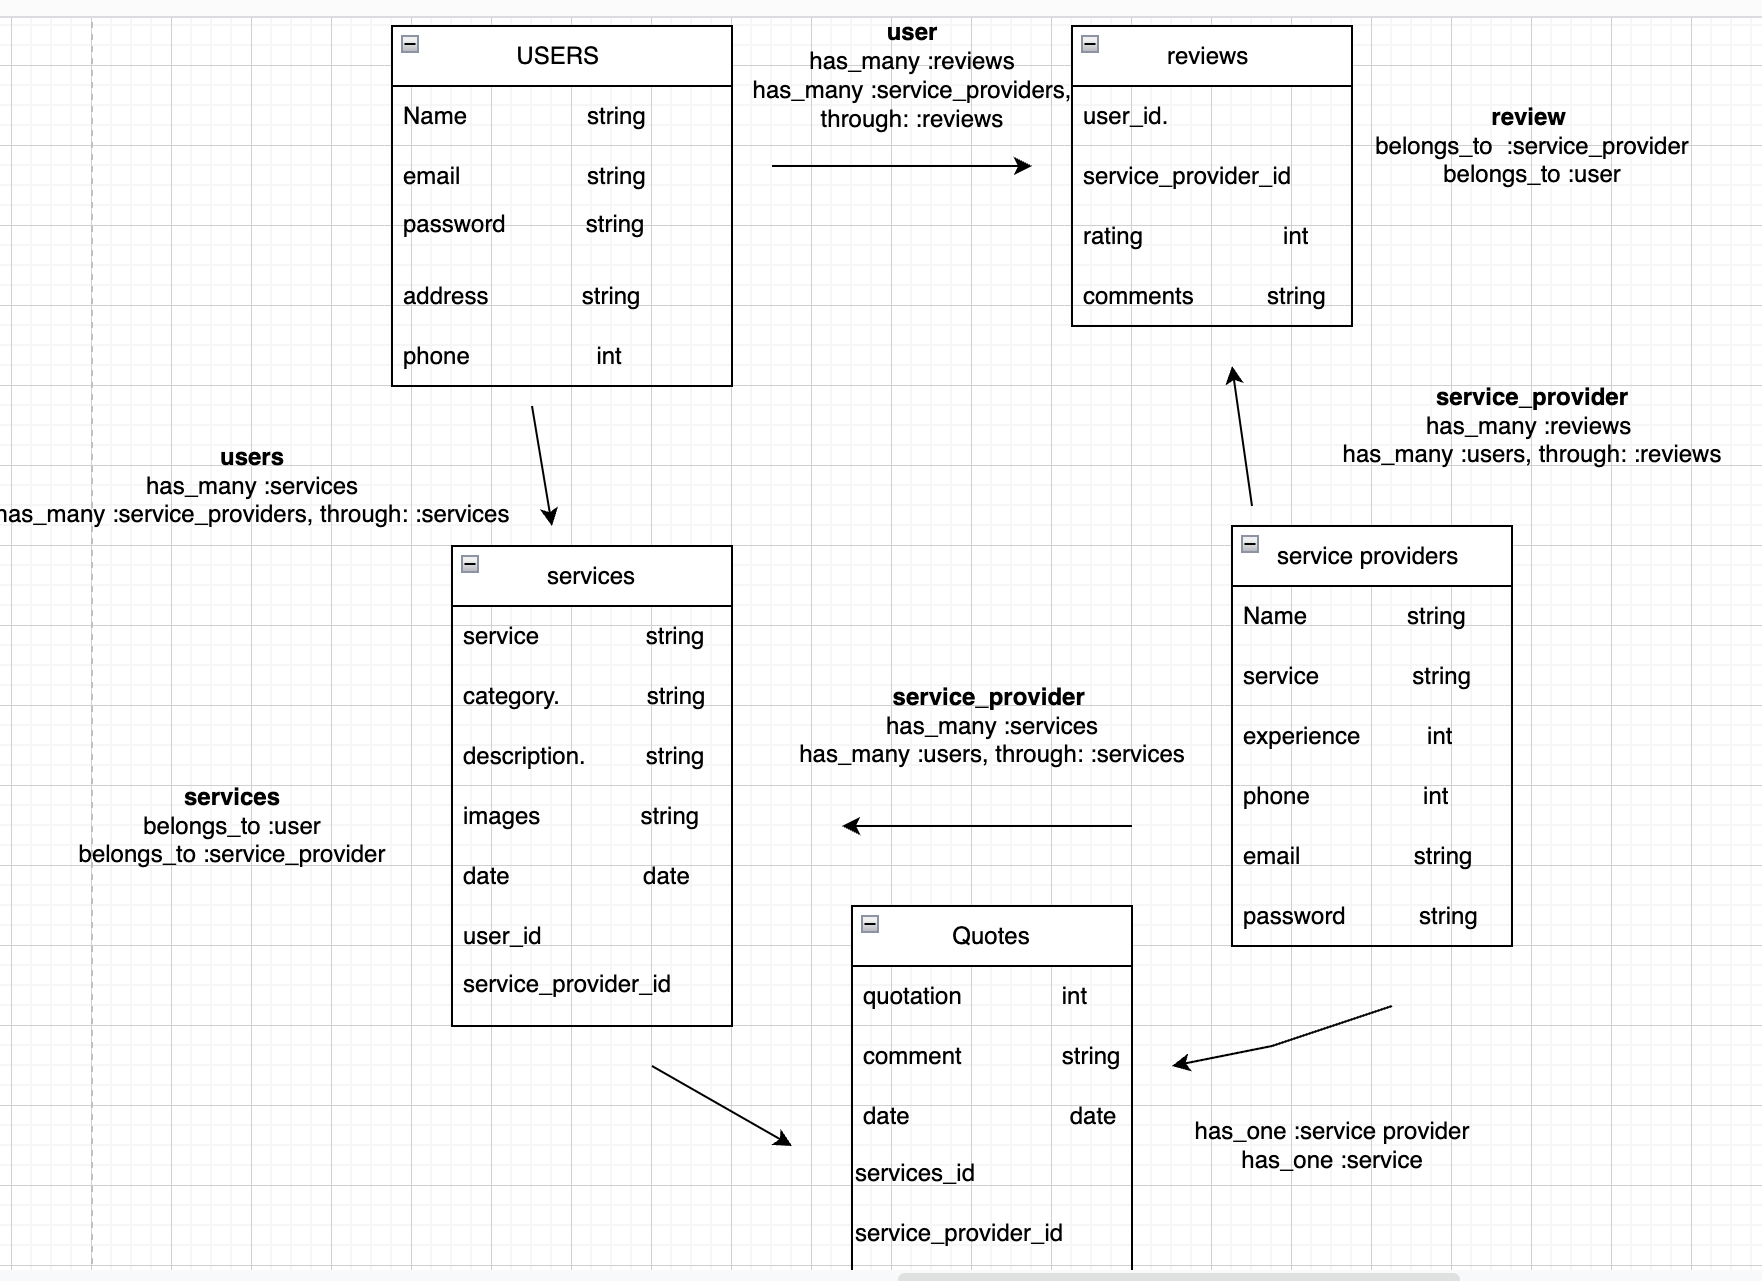 USERS
Name string
email string
password string
address string
phone int
user
has_many :reviews
has_many :service_providers,
through: :reviews
reviews
user_id.
service_provider_id
rating int
comments string
review
belongs_to :service_provider
belongs_to :user
users
has_many :services
has_many :service_providers, through: :services
service_provider
has_many :reviews
has_many :users, through: :reviews
services
service string
category. string
description. string
images string
date date
user_id
service_provider_id
service_provider
has_many :services
has_many :users, through: :services
service providers
Name string
service string
experience int
phone int
email string
password string
services
belongs_to :user
belongs_to :service_provider
Quotes
quotation int
comment string
date date
services_id
service_provider_id
has_one :service provider
has_one :service